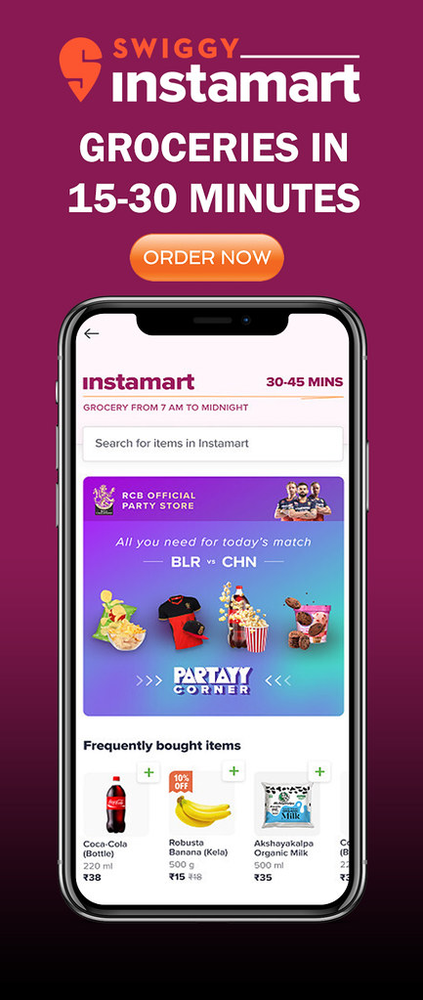 SWIGGY
instamart
GROCERIES IN
15-30 MINUTES
ORDER NOW
instamart 30-45 MINS
GROCERY FROM 7 AM TO MIDNIGHT
Search for items in Instamart
RCB OFFICIAL
PARTY STORE
All you need for today's match
BLR vs CHN
>>> PARTAYY <<<
CORNER
Frequently bought items
10%
OFF
Coca-Cola
(Bottle)
220 ml
₹38
Robusta
Banana (Kela)
500 g
₹15 ₹18
Milk
Akshayakalpa
Organic Milk
500 ml
₹35